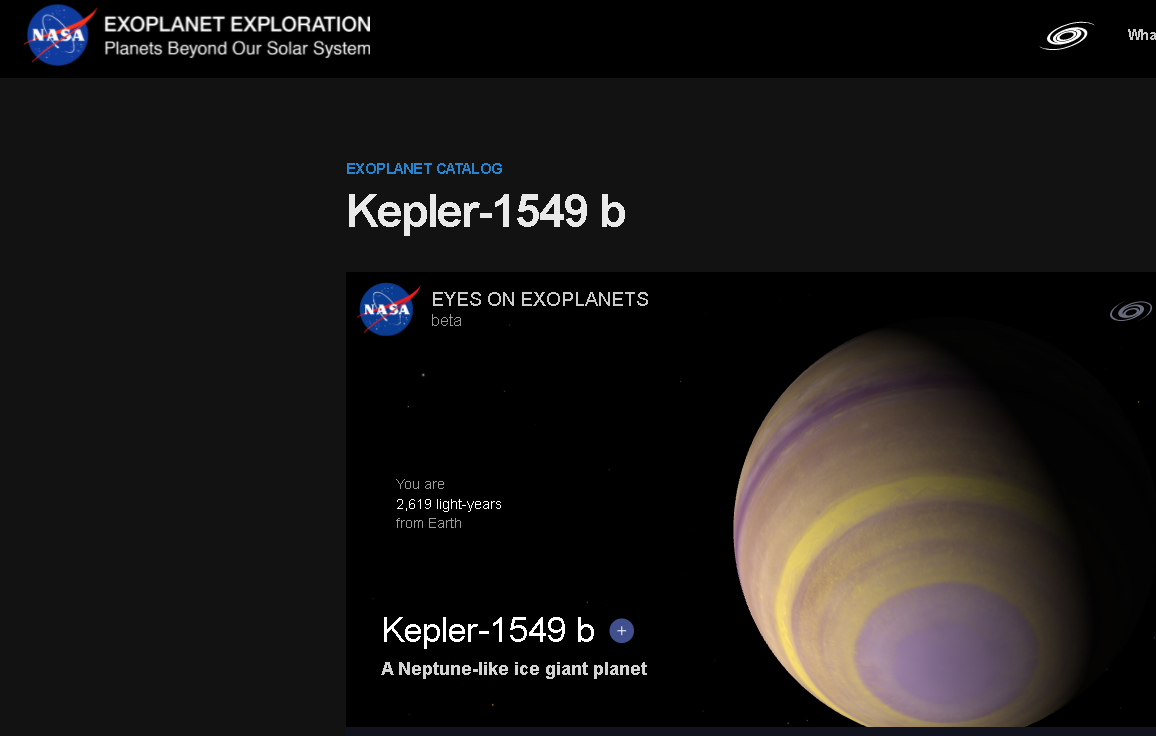 NASA
EXOPLANET EXPLORATION
Planets Beyond Our Solar System
EXOPLANET CATALOG
Kepler-1549 b
NASA
EYES ON EXOPLANETS
beta
You are
2,619 light-years
from Earth
Kepler-1549 b +
A Neptune-like ice giant planet